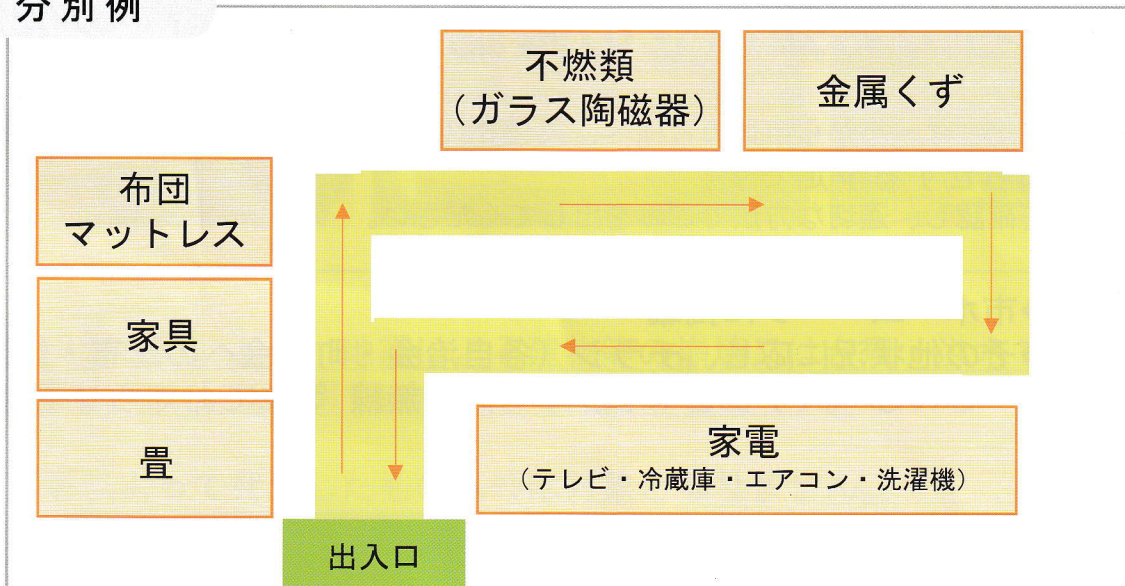 分別例
不燃類
（ガラス陶磁器）
金属くず
布団
マットレス
家具
畳
家電
（テレビ・冷蔵庫・エアコン・洗濯機）
出入口